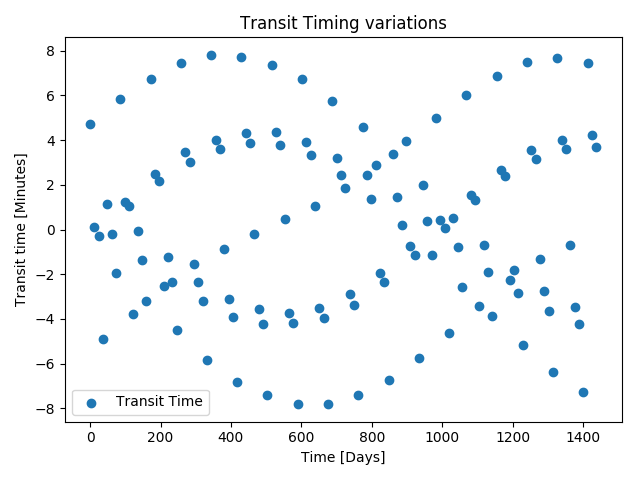 Transit Timing variations
8
6
4
2
0
−2
−4
−6
−8
Transit time [Minutes]
Transit Time
0 200 400 600 800 1000 1200 1400
Time [Days]